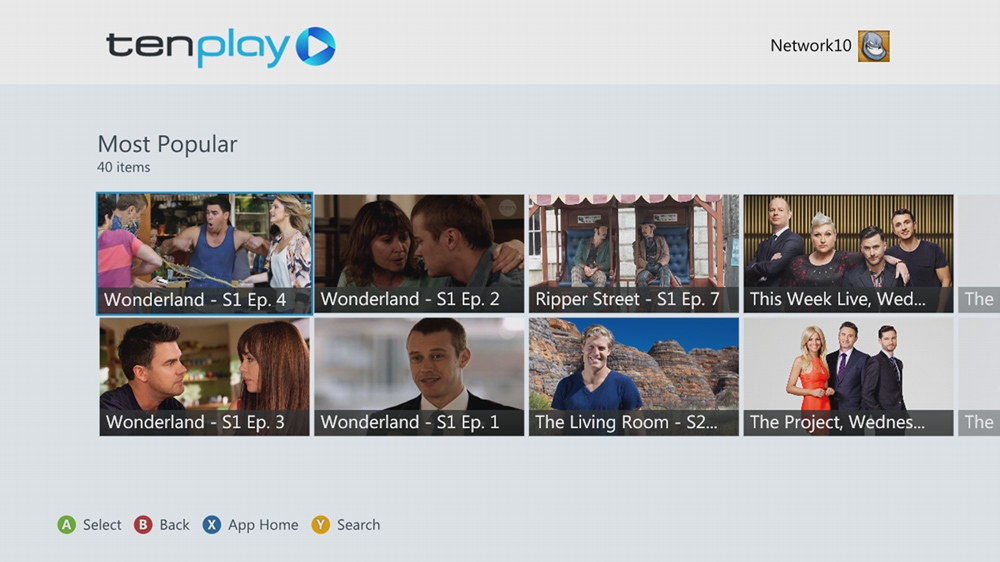 tenplay
Network10
Most Popular
40 items
Wonderland - S1 Ep. 4
Wonderland - S1 Ep. 2
Ripper Street - S1 Ep. 7
This Week Live, Wed...
The
Wonderland - S1 Ep. 3
Wonderland - S1 Ep. 1
The Living Room - S2...
The Project, Wednes...
The
A Select B Back X App Home Y Search